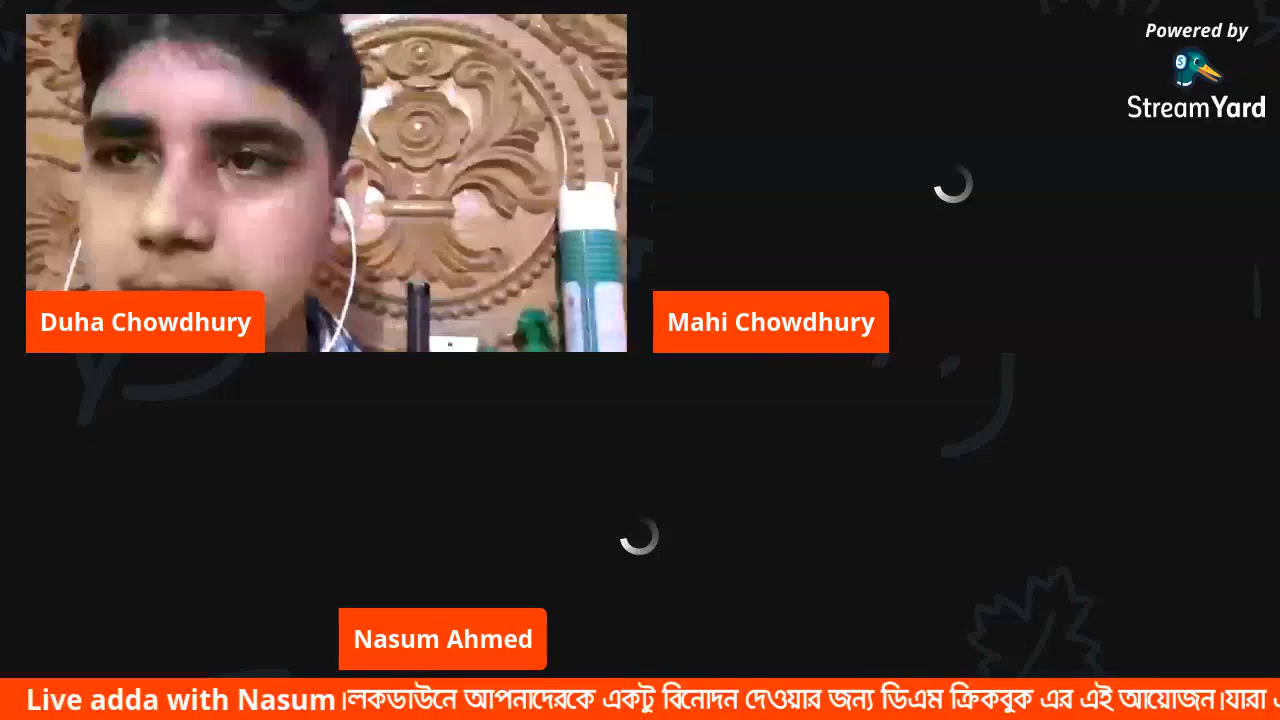 Powered by
StreamYard
Duha Chowdhury
Mahi Chowdhury
Nasum Ahmed
Live adda with Nasum।লকডাউনে আপনাদেরকে একটু বিনোদন দেওয়ার জন্য ডিএম ক্রিকবুক এর এই আয়োজন।যারা